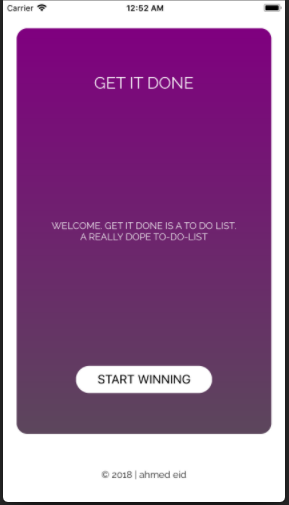 Carrier 12:52 AM
GET IT DONE
WELCOME. GET IT DONE IS A TO DO LIST.
A REALLY DOPE TO-DO-LIST
START WINNING
© 2018 | ahmed eid